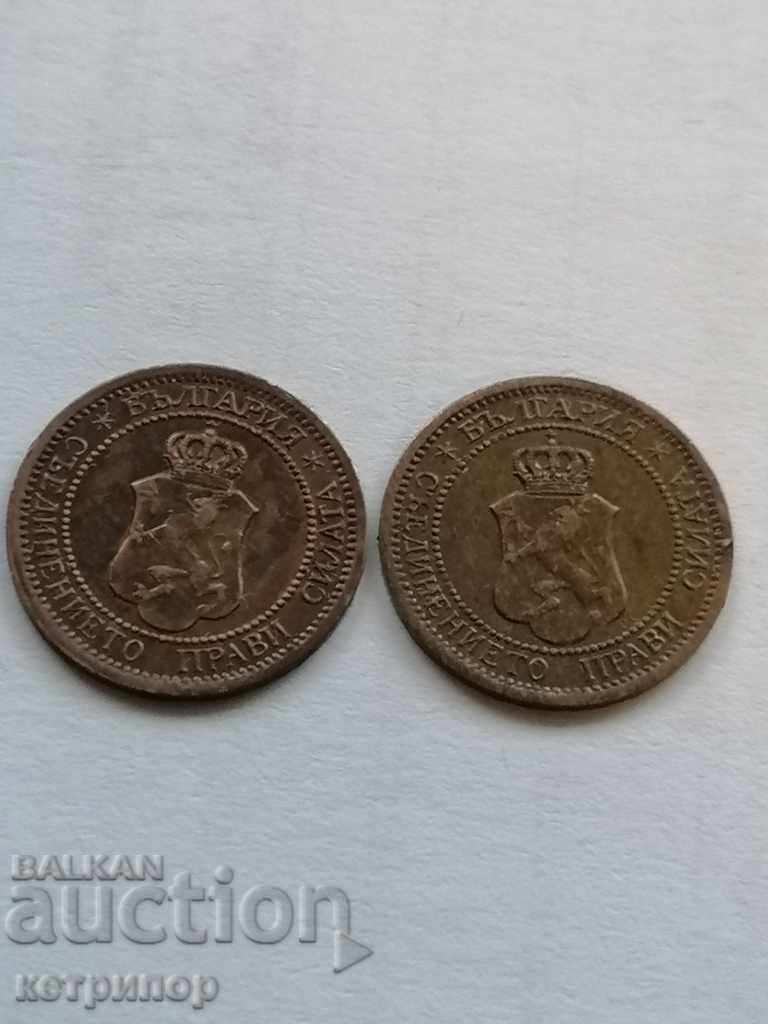 ★ БЪЛГАРИЯ ★
СЪЕДИНЕНИЕТО ПРАВИ СИЛАТА
★ БЪЛГАРИЯ ★
СЪЕДИНЕНИЕТО ПРАВИ СИЛАТА
BALKAN
auction
кетрипор